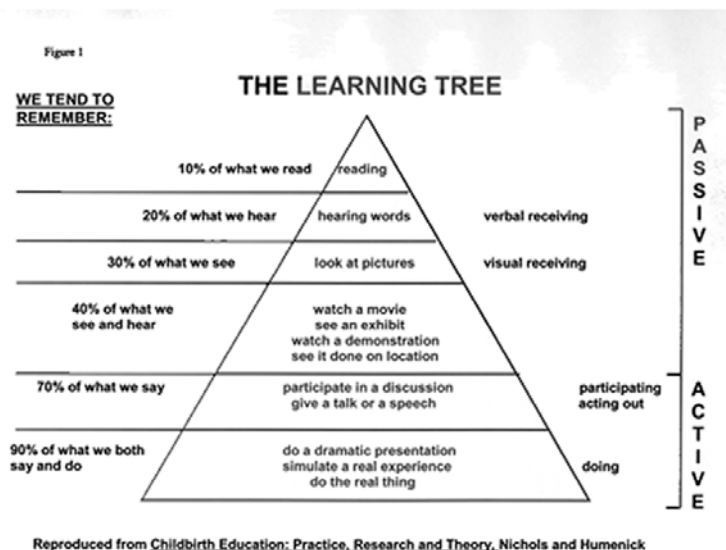 Figure 1
THE LEARNING TREE
WE TEND TO
REMEMBER:
10% of what we read
reading
20% of what we hear
hearing words
verbal receiving
30% of what we see
look at pictures
visual receiving
40% of what we
see and hear
watch a movie
see an exhibit
watch a demonstration
see it done on location
PASSIVE
70% of what we say
participate in a discussion
give a talk or a speech
participating
acting out
90% of what we both
say and do
do a dramatic presentation
simulate a real experience
do the real thing
doing
ACTIVE
Reproduced from Childbirth Education: Practice, Research and Theory, Nichols and Humenick